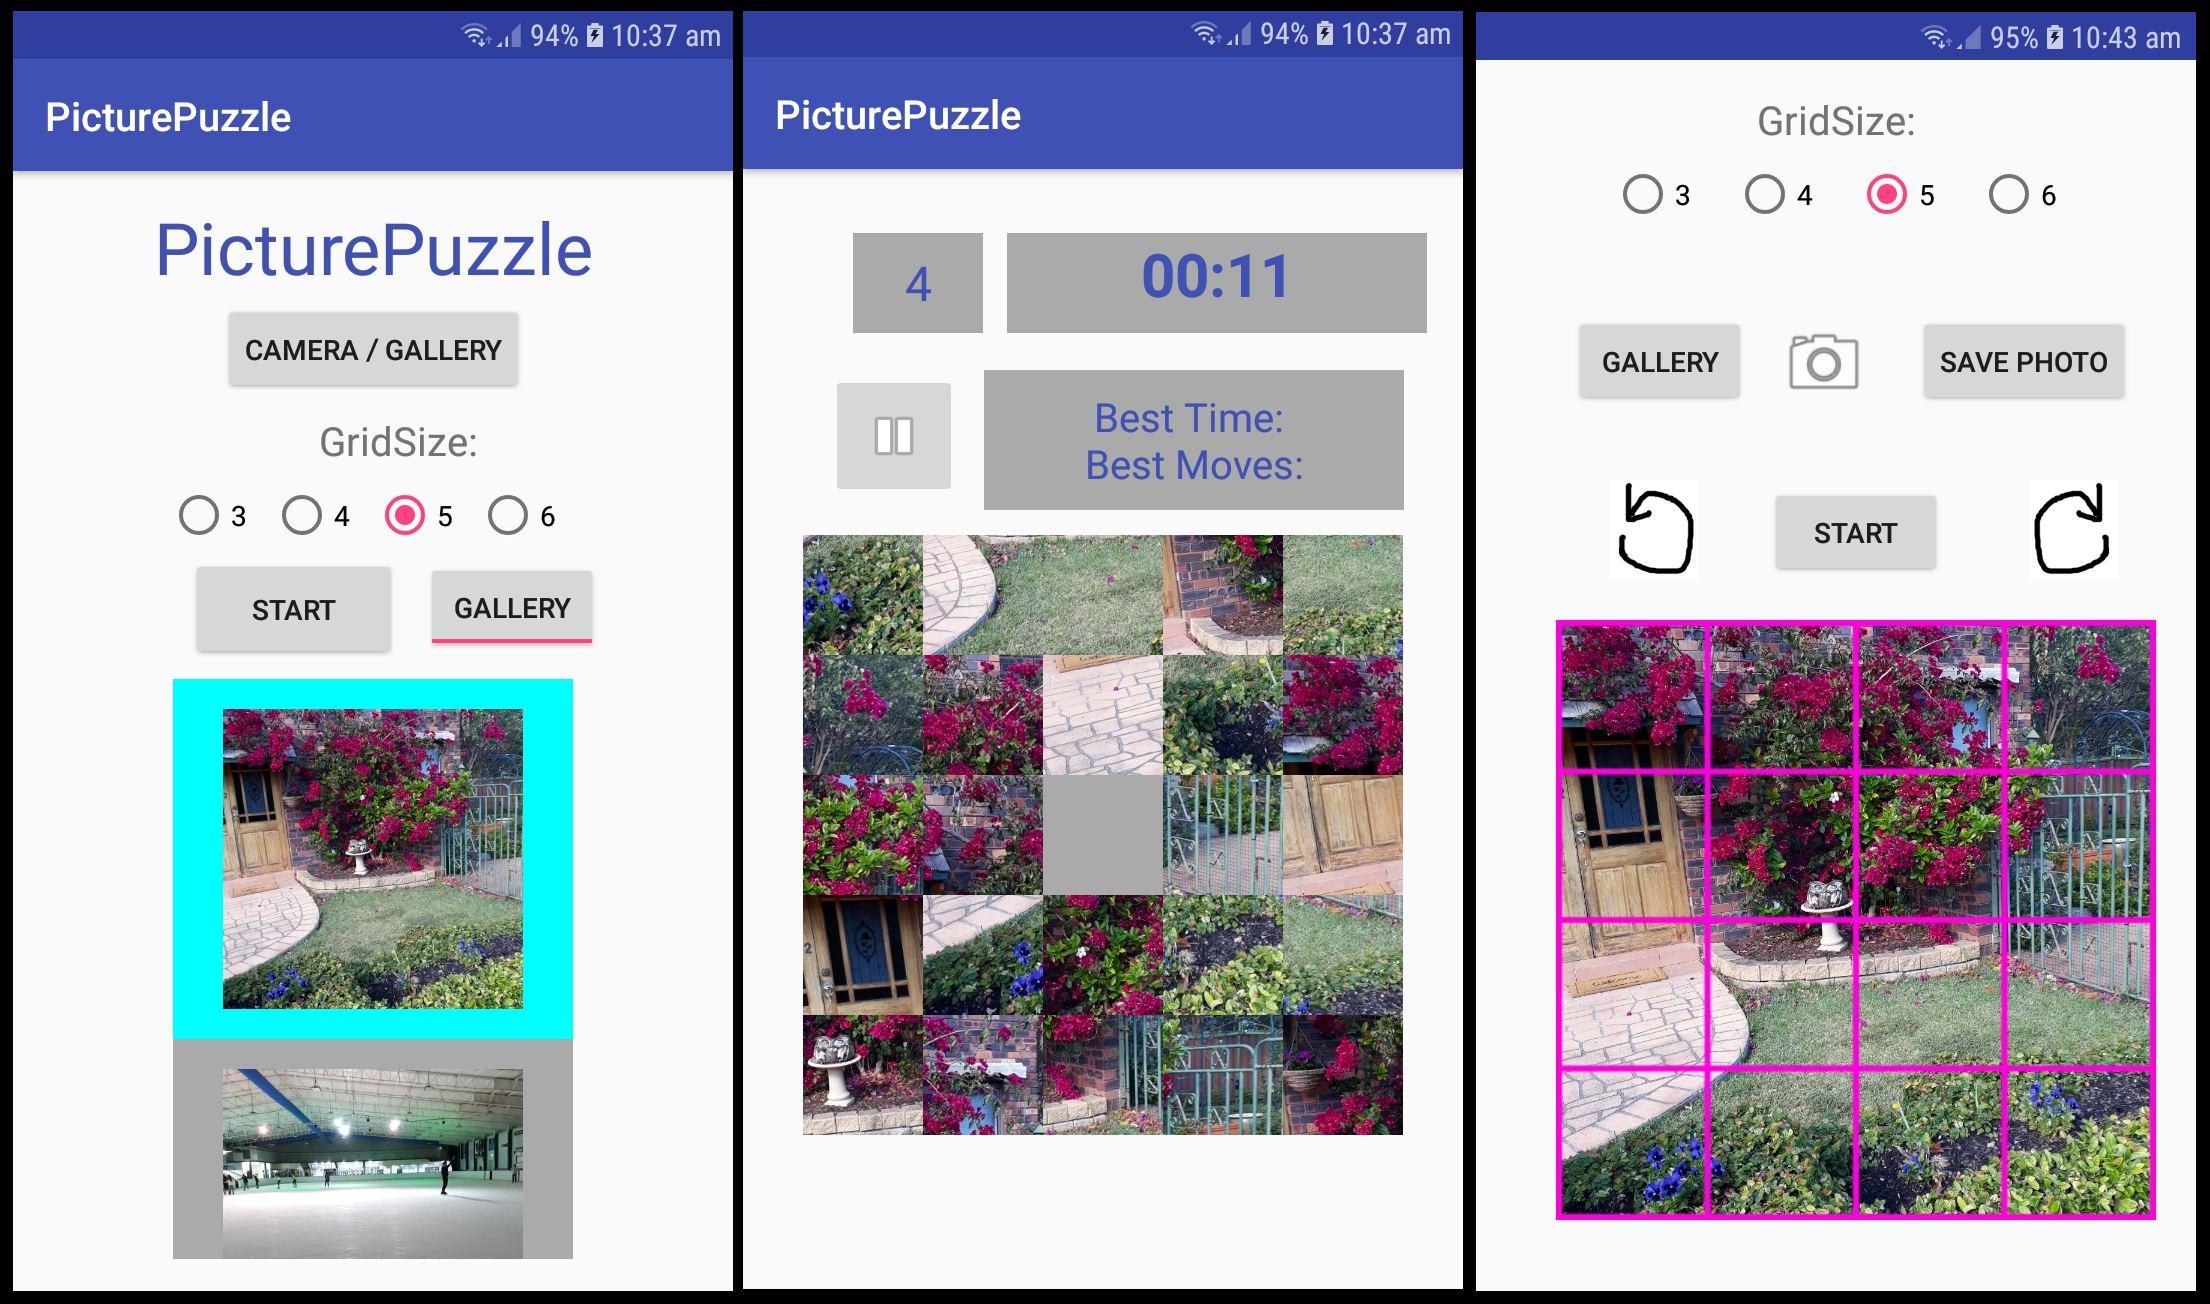 94% 10:37 am
PicturePuzzle
PicturePuzzle
CAMERA / GALLERY
GridSize:
3 4 5 6
START GALLERY
94% 10:37 am
PicturePuzzle
4 00:11
Best Time:
Best Moves:
95% 10:43 am
GridSize:
3 4 5 6
GALLERY SAVE PHOTO
START